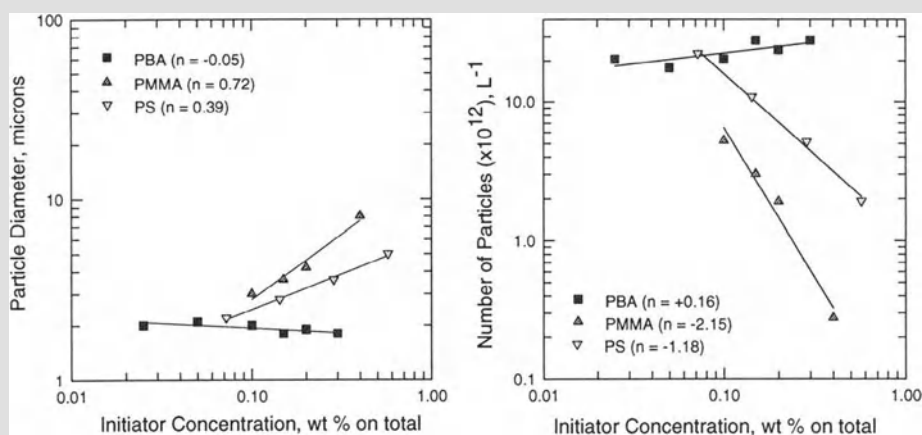 100
10
1
0.01
0.10
1.00
Particle Diameter, microns
Initiator Concentration, wt % on total
PBA (n = -0.05)
PMMA (n = 0.72)
PS (n = 0.39)
10.0
1.0
0.1
0.01
0.10
1.00
Number of Particles (x10¹²), L⁻¹
Initiator Concentration, wt % on total
PBA (n = +0.16)
PMMA (n = -2.15)
PS (n = -1.18)